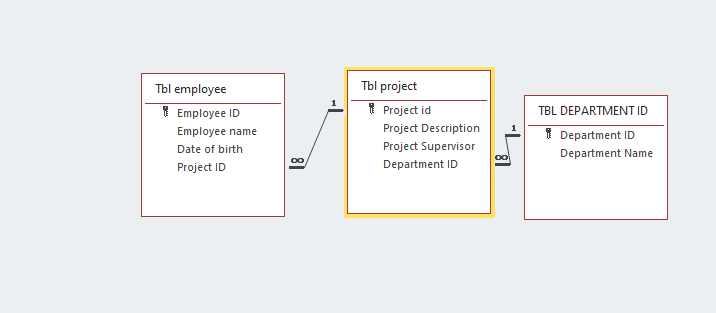 Tbl employee
Employee ID
Employee name
Date of birth
Project ID
∞
1
Tbl project
Project id
Project Description
Project Supervisor
Department ID
∞
1
TBL DEPARTMENT ID
Department ID
Department Name